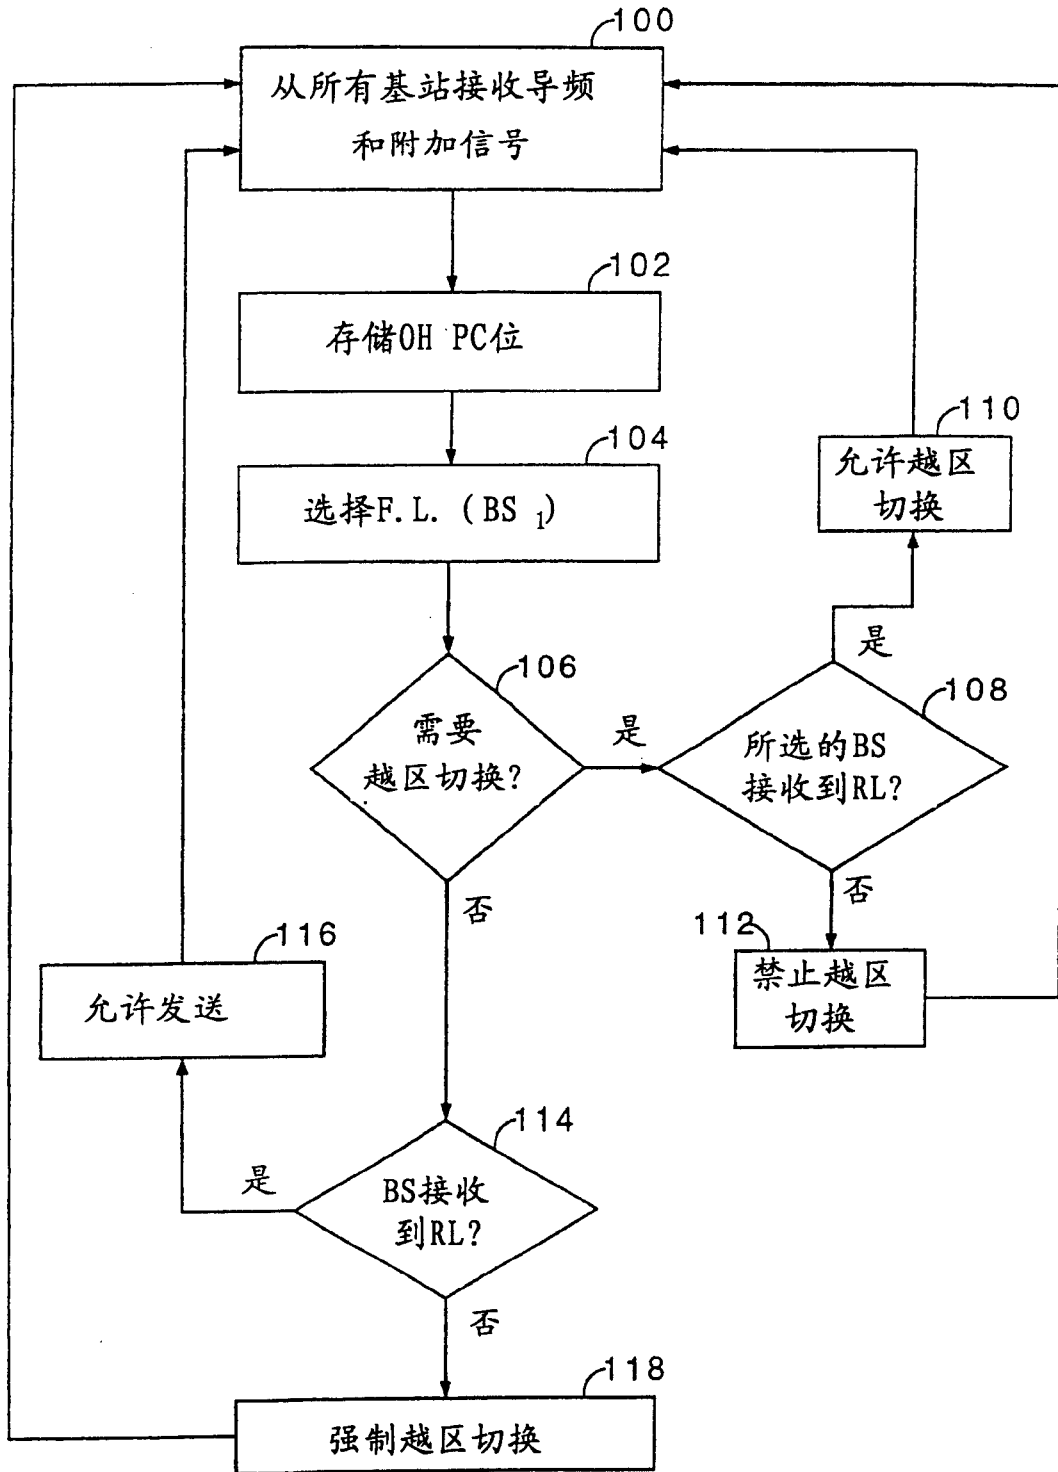 100
从所有基站接收导频
和附加信号
102
存储OH PC位
104
选择F.L.(BS 1)
106
需要
越区切换?
是
108
所选的BS
接收到RL?
是
110
允许越区
切换
否
112
禁止越区
切换
否
114
BS接收
到RL?
是
116
允许发送
否
118
强制越区切换